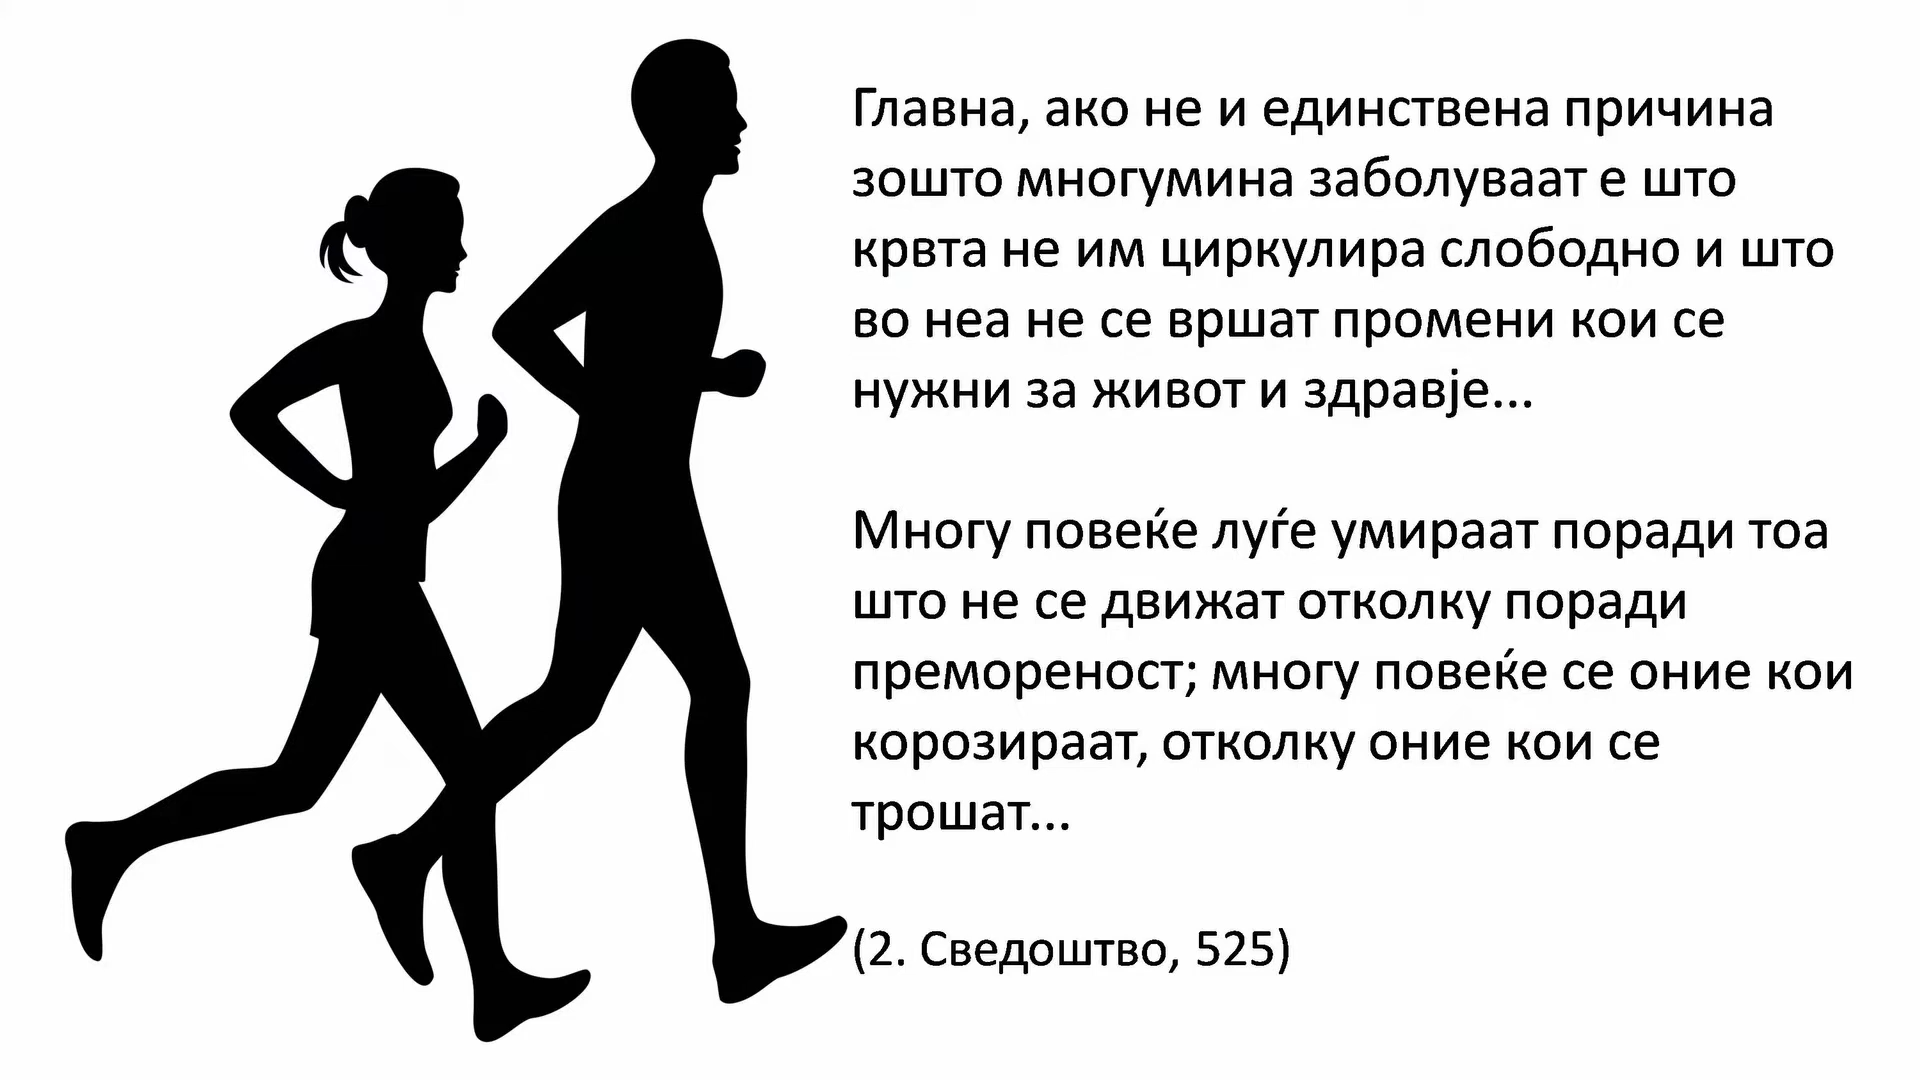 Главна, ако не и единствена причина
зошто многумина заболуваат е што
крвта не им циркулира слободно и што
во неа не се вршат промени кои се
нужни за живот и здравје...
Многу повеќе луѓе умираат поради тоа
што не се движат отколку поради
премореност; многу повеќе се оние кои
корозираат, отколку оние кои се
трошат...
(2. Сведоштво, 525)